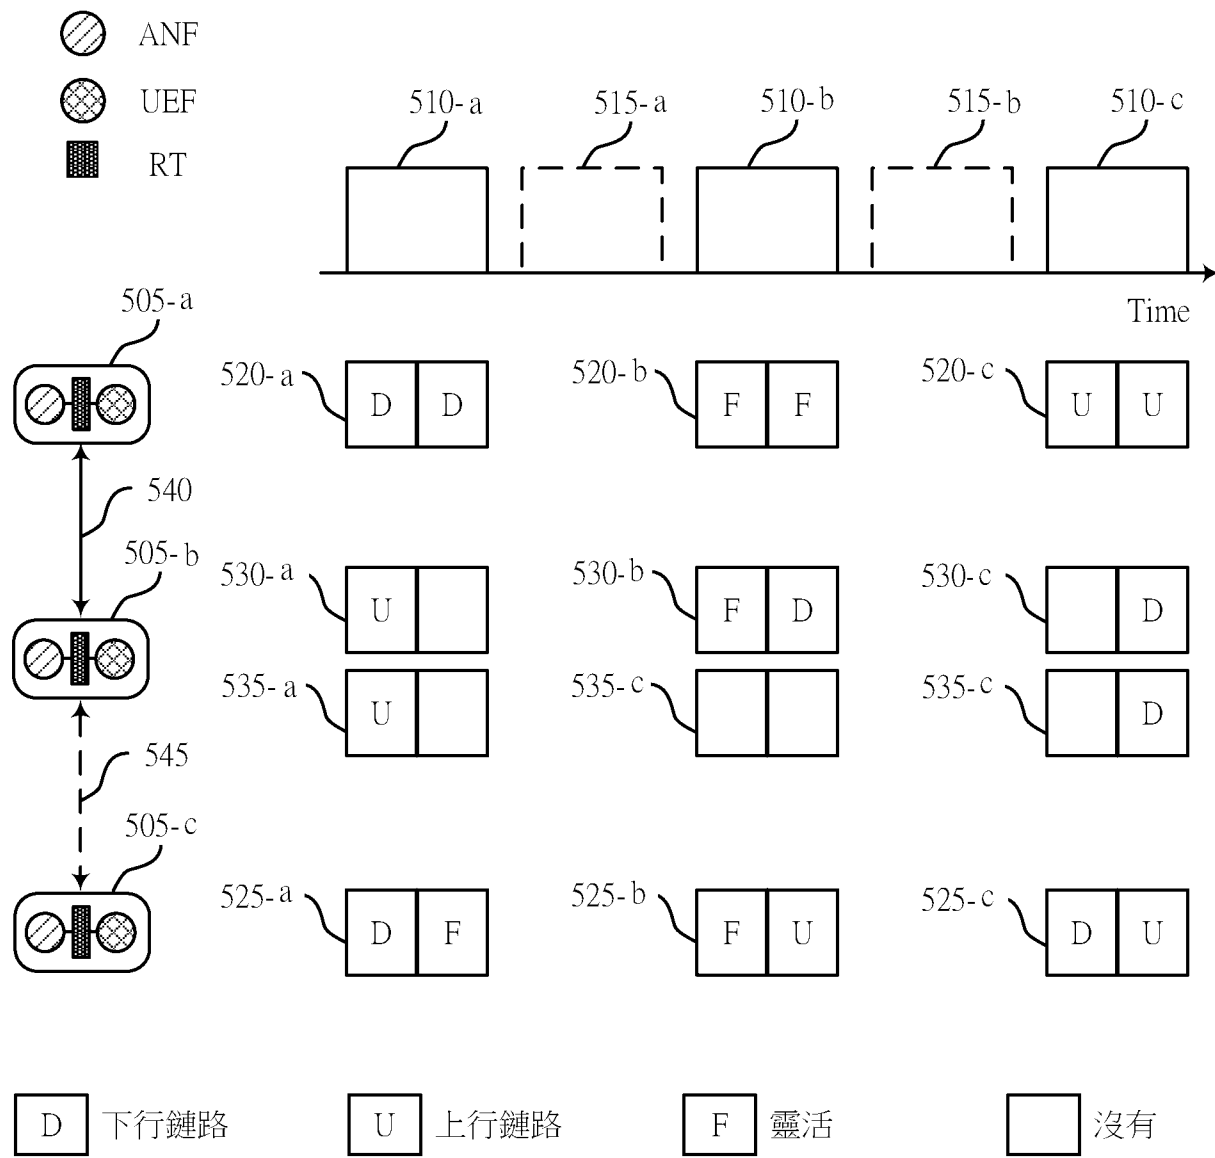 ANF
UEF
RT
510-a 515-a 510-b 515-b 510-c
Time
505-a
520-a D D 520-b F F 520-c U U
540
505-b
530-a U 530-b F D 530-c D
535-a U 535-c 535-c D
545
505-c
525-a D F 525-b F U 525-c D U
D 下行鏈路 U 上行鏈路 F 靈活 沒有